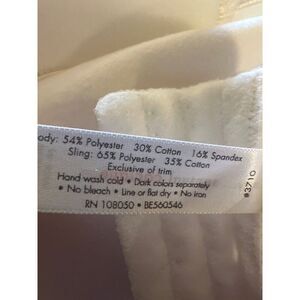 ody: 54% Polyester 30% Cotton 16% Spandex
Sling: 65% Polyester 35% Cotton
Exclusive of trim
Hand wash cold • Dark colors separately
• No bleach • Line or flat dry • No Iron
RN 108050 • BE560546
#3710